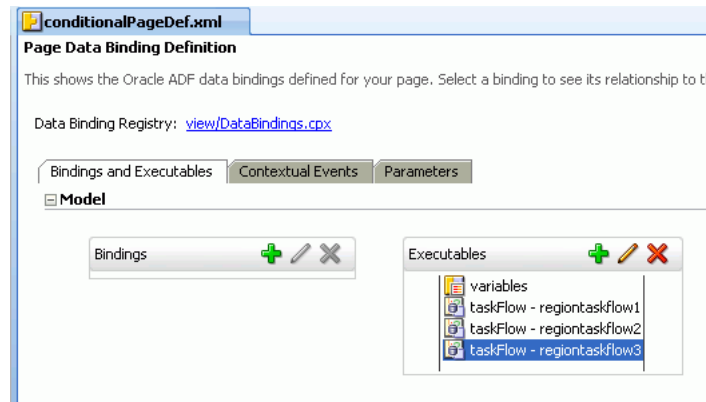 conditionalPageDef.xml
Page Data Binding Definition
This shows the Oracle ADF data bindings defined for your page. Select a binding to see its relationship to t
Data Binding Registry: view/DataBindings.cpx
Bindings and Executables Contextual Events Parameters
Model
Bindings Executables
variables
taskFlow - regiontaskflow1
taskFlow - regiontaskflow2
taskFlow - regiontaskflow3